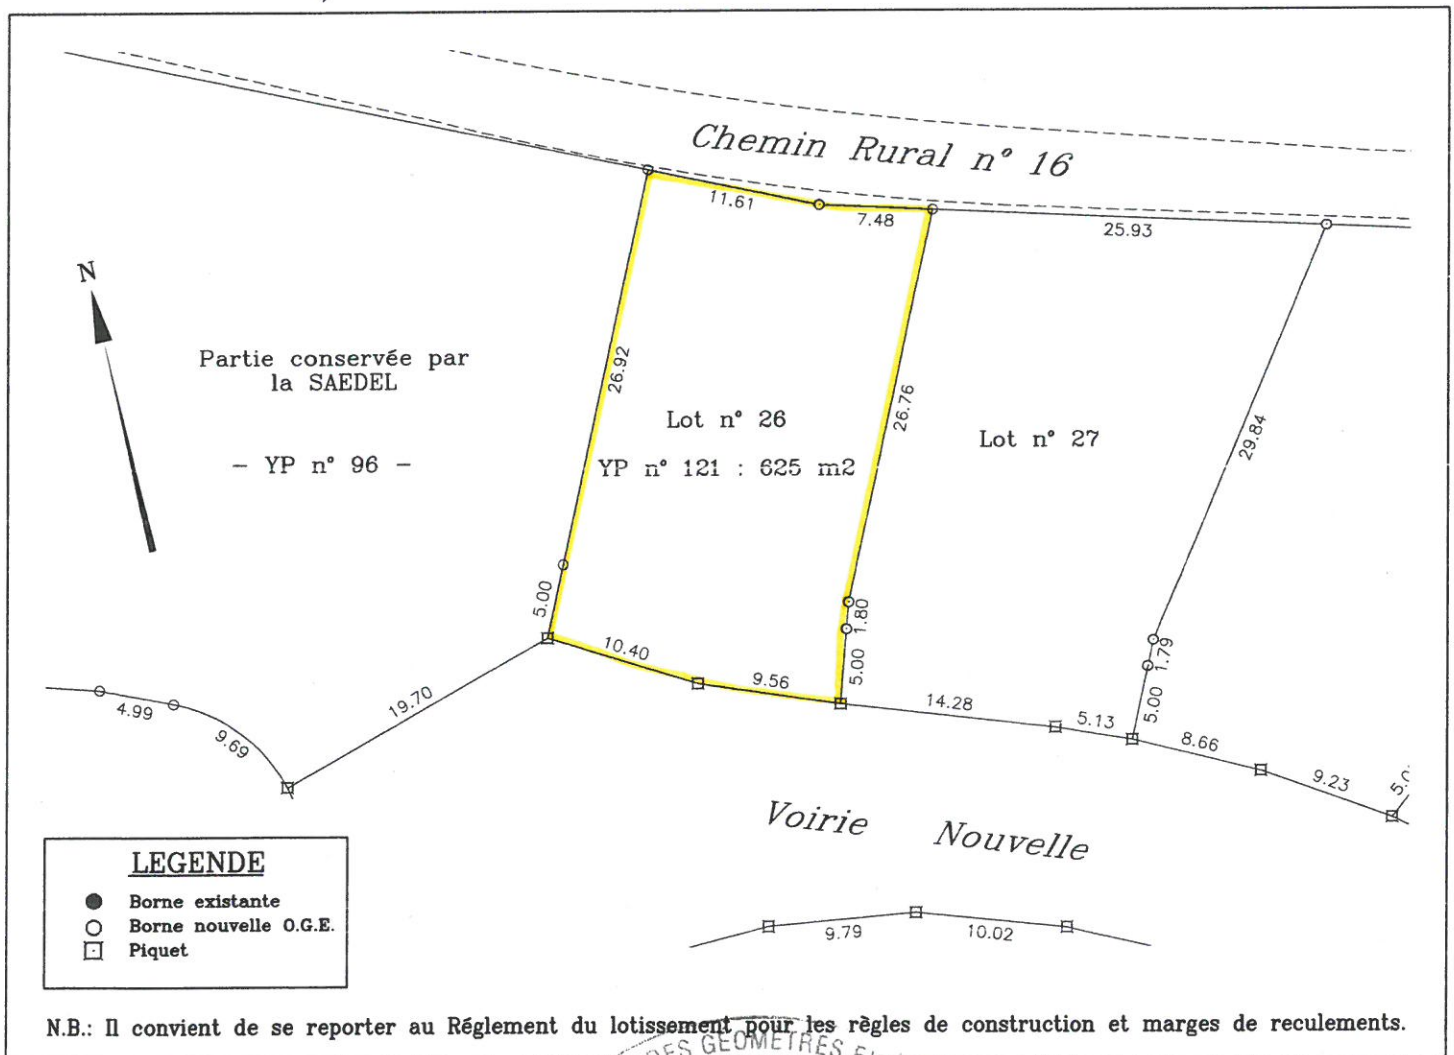 Chemin Rural n° 16
11.61
7.48
25.93
N
Partie conservée par
la SAEDEL
- YP n° 96 -
26.92
Lot n° 26
YP n° 121 : 625 m2
26.76
Lot n° 27
29.84
5.00
1.80
5.00
1.79
5.00
10.40
9.56
14.28
5.13
8.66
9.23
19.70
4.99
9.69
Voirie Nouvelle
9.79
10.02
LEGENDE
Borne existante
Borne nouvelle O.G.E.
Piquet
N.B.: Il convient de se reporter au Réglement du lotissement pour les règles de construction et marges de reculements.
DES GÉOMÈTRES